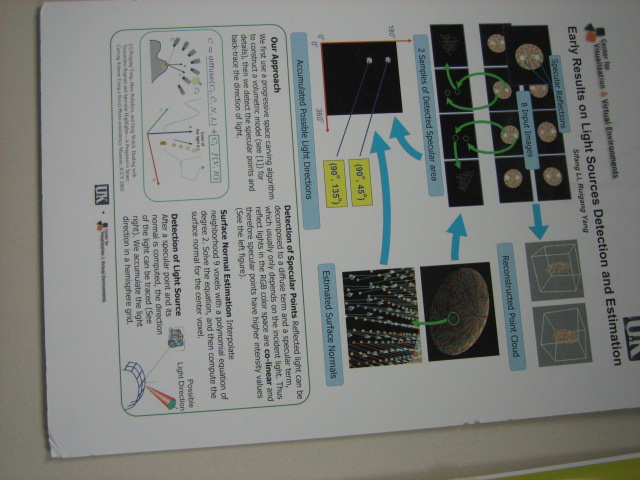 UK
Center for
Visualization & Virtual Environments
Early Results on Light Sources Detection and Estimation
Sifang Li, Ruigang Yang
Specular Reflections
8 Input Images
Reconstructed Point Cloud
2 Samples of Detected Specular area
180°
(90°, 45°)
(90°, 135°)
0°
0°
360°
Estimated Surface Normals
Accumulated Possible Light Directions
Our Approach
We first use a progressive space carving algorithm
to construct a volumetric model (see [1]) for
details), then we detect the specular points and
back-trace the direction of light.
C = diffuse(
, N, L) +
· f(V, R)
Color of
the light
[1] Ruigang Yang, Marc Pollefeys, and Greg Welch. Dealing with
Textureless Regions and Specular Highlights—A Progressive Space
Carving Scheme Using a Novel Photo-consistency Measure, ICCV 2003
Detection of Specular Points Reflected light can be
decomposed to a diffuse term and a specular term,
which usually only depends on the incident light. Thus
reflect lights in the RGB color space are co-linear and
therefore specular points have higher intensity values
(See the left figure).
Surface Normal Estimation Interpolate
neighborhood 9 voxels with a polynomial equation of
degree 2. Solve the equation, and then compute the
surface normal for the center voxel.
Detection of Light Source
After a specular point and its
normal is computed, the direction
of the light can be traced (See
right). We accumulate the light
direction in a hemisphere grid.
Possible
Light Direction
UK
Center for
Visualization & Virtual Environments